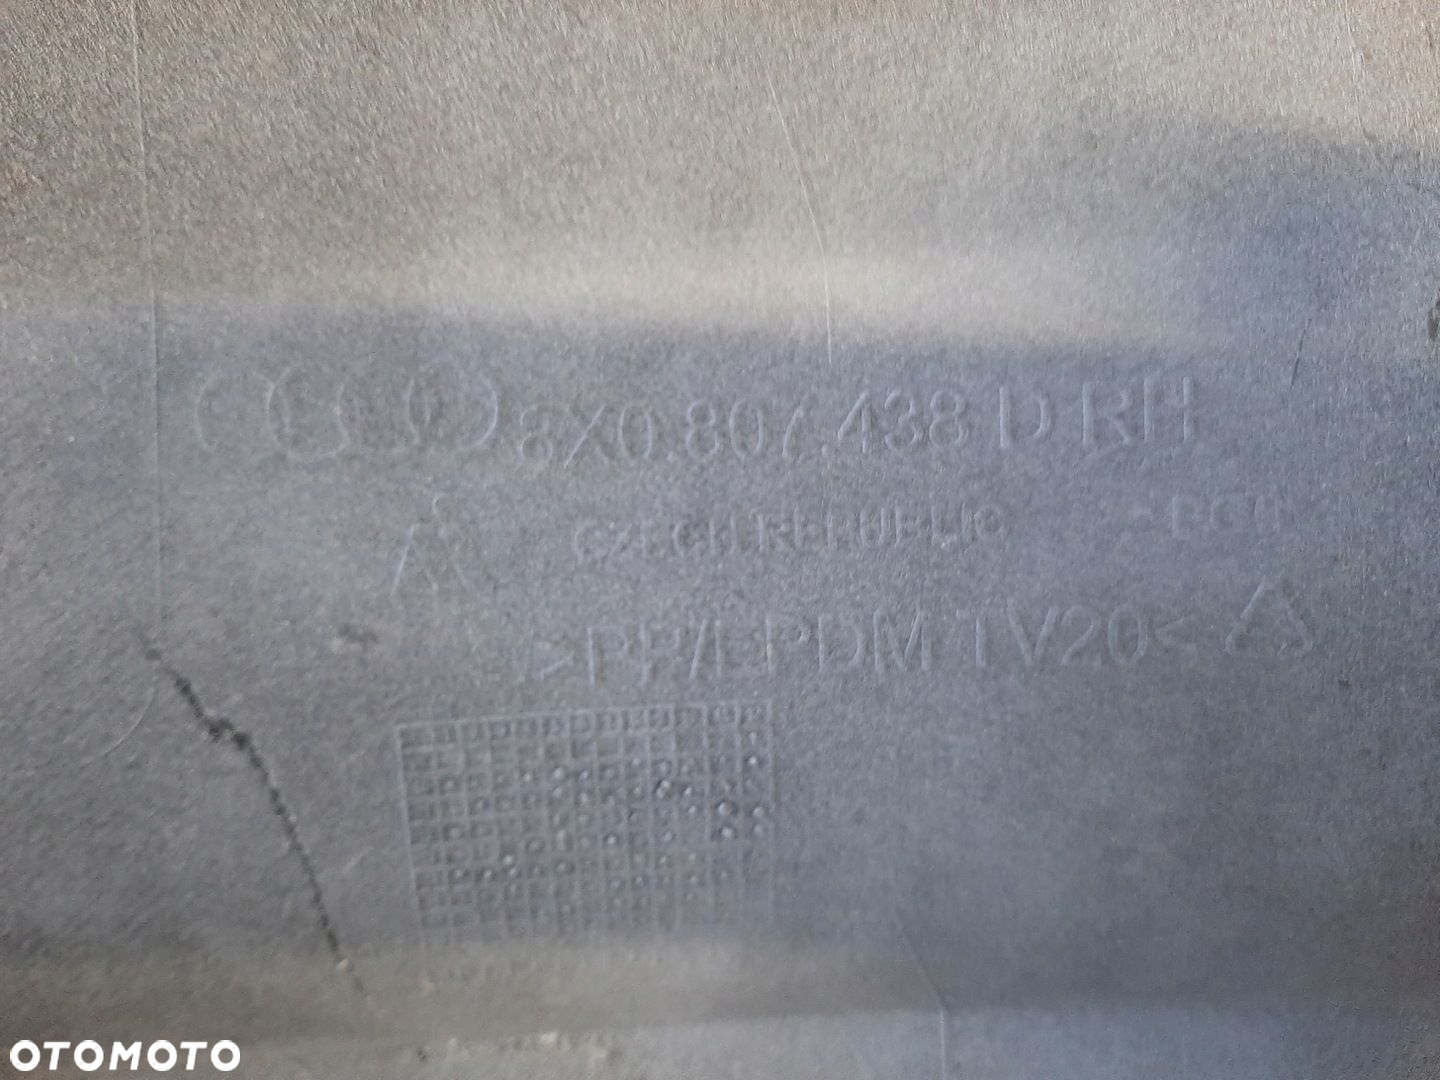 8X0.807.438 D RH
CZECH REPUBLIC
>PP/EPDM TV20<
OTOMOTO